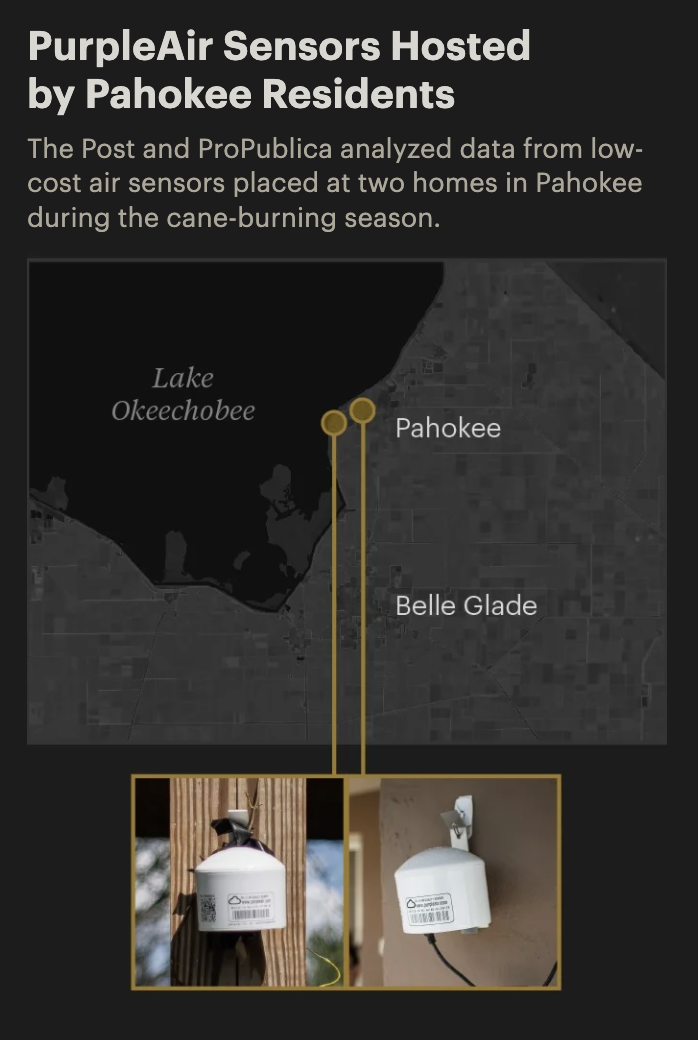 PurpleAir Sensors Hosted
by Pahokee Residents
The Post and ProPublica analyzed data from low-
cost air sensors placed at two homes in Pahokee
during the cane-burning season.
Lake
Okeechobee
Pahokee
Belle Glade